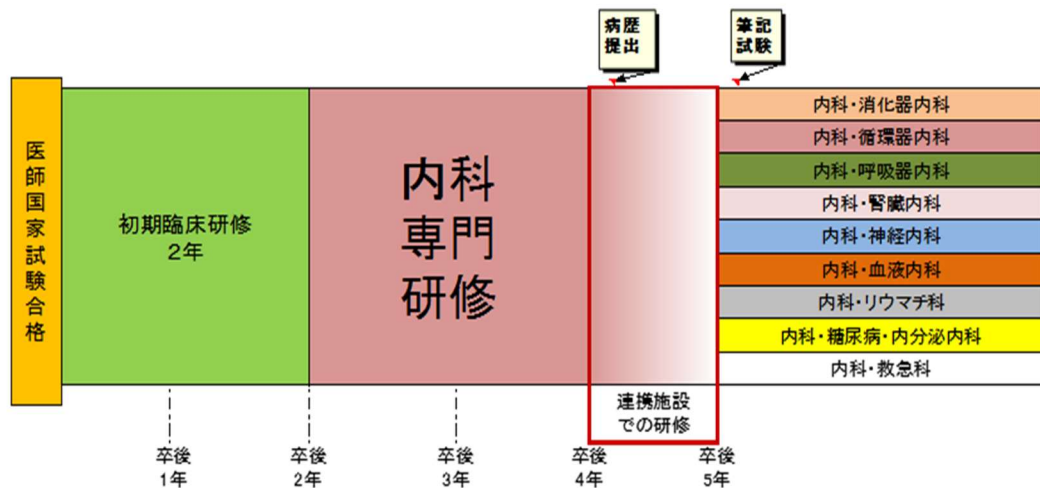 病歴
提出
筆記
試験
医師国家試験合格
初期臨床研修
2年
内科
専門
研修
内科・消化器内科
内科・循環器内科
内科・呼吸器内科
内科・腎臓内科
内科・神経内科
内科・血液内科
内科・リウマチ科
内科・糖尿病・内分泌内科
内科・救急科
連携施設
での研修
卒後
1年
卒後
2年
卒後
3年
卒後
4年
卒後
5年